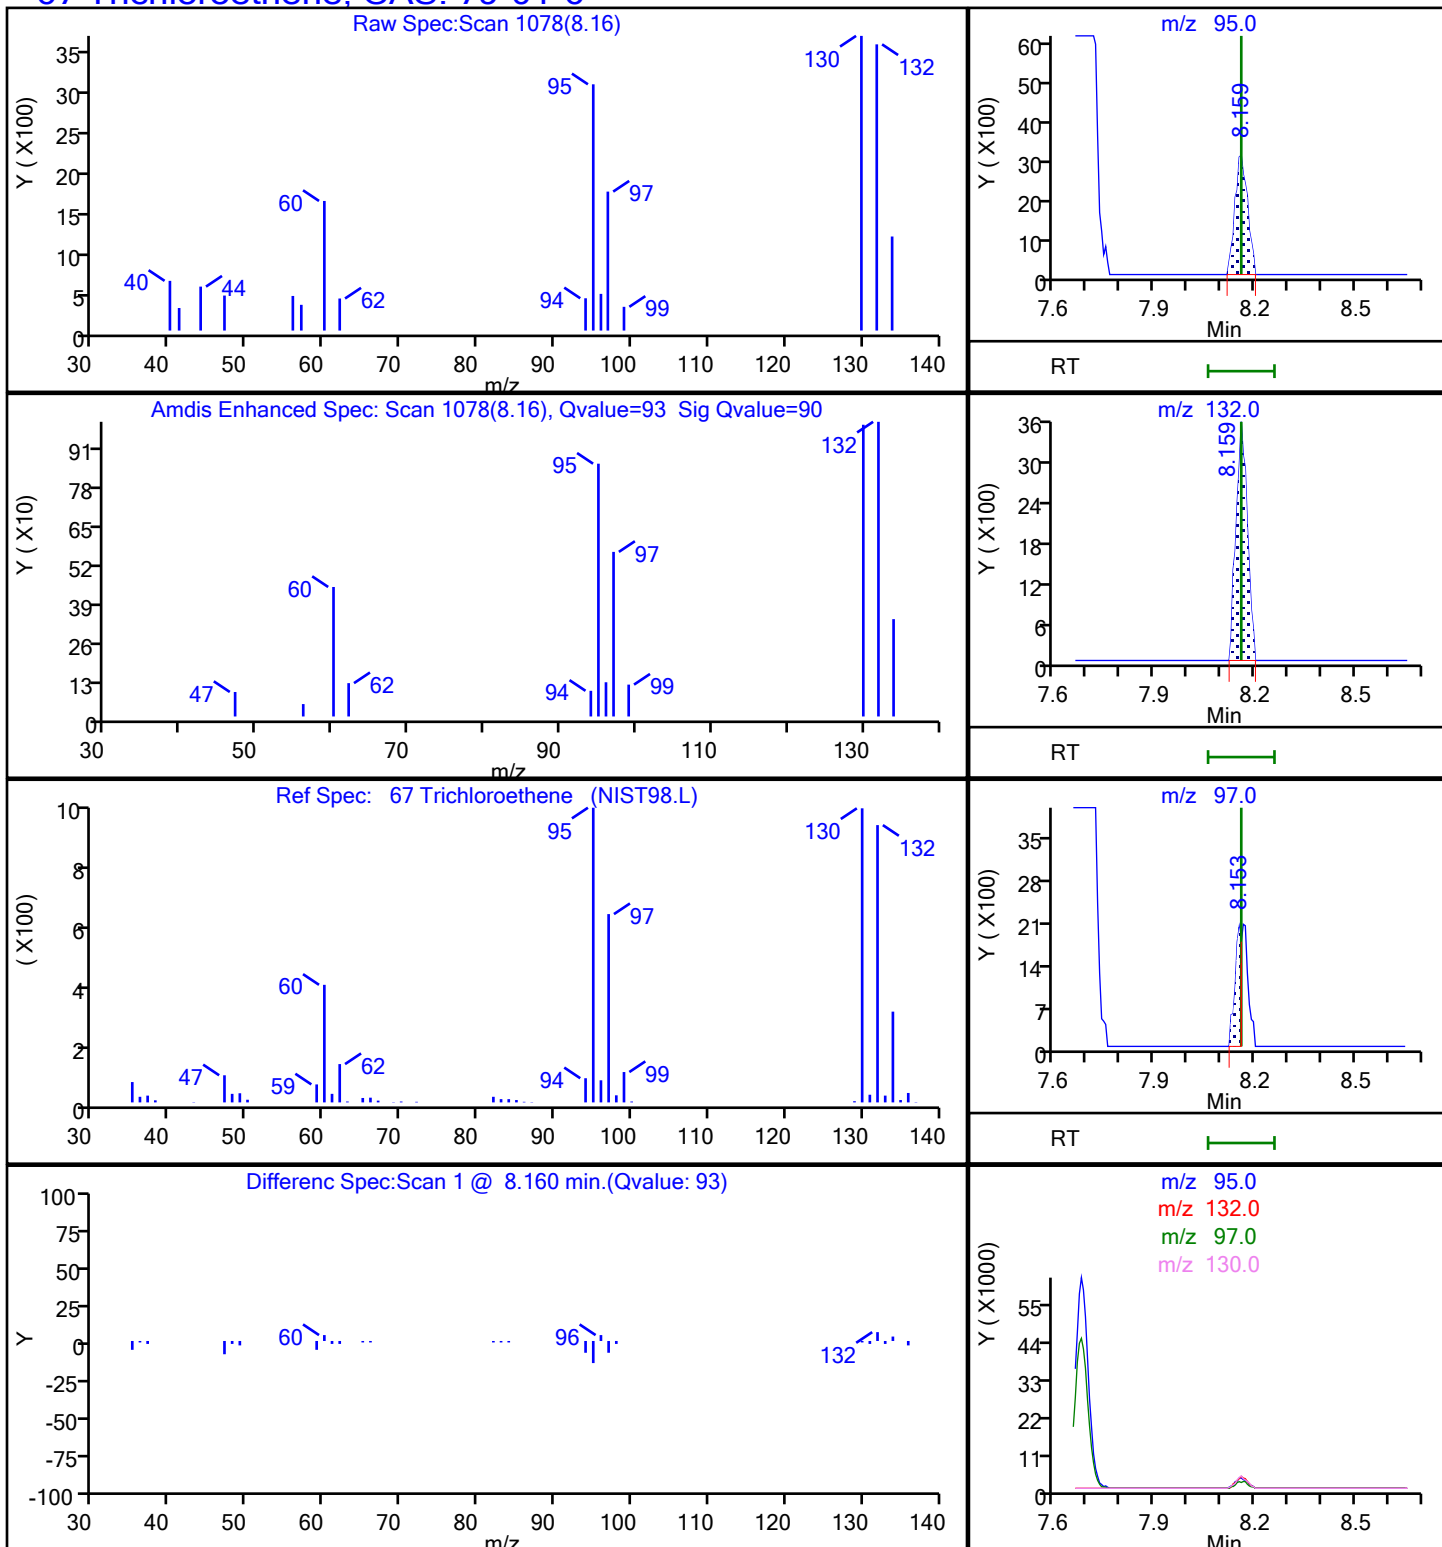 Raw Spec:Scan 1078(8.16)
Y ( X100)
35
30
25
20
15
10
5
0
40
44
60
62
94
95
97
99
130
132
30 40 50 60 70 80 90 100 110 120 130 140
m/z
m/z 95.0
Y ( X100)
60
50
40
30
20
10
0
8.159
7.6 7.9 8.2 8.5
Min
RT
Amdis Enhanced Spec: Scan 1078(8.16), Qvalue=93 Sig Qvalue=90
Y ( X10)
91
78
65
52
39
26
13
0
47
60
62
94
95
97
99
132
30 50 70 90 110 130
m/z
m/z 132.0
Y ( X100)
36
30
24
18
12
6
0
8.159
7.6 7.9 8.2 8.5
Min
RT
Ref Spec: 67 Trichloroethene (NIST98.L)
( X100)
10
8
6
4
2
0
47
59
60
62
94
95
97
99
130
132
30 40 50 60 70 80 90 100 110 120 130 140
m/z 97.0
Y ( X100)
35
28
21
14
7
0
8.153
7.6 7.9 8.2 8.5
Min
RT
Differenc Spec:Scan 1 @ 8.160 min.(Qvalue: 93)
Y
100
75
50
25
0
-25
-50
-75
-100
60
96
132
30 40 50 60 70 80 90 100 110 120 130 140
m/z
m/z 95.0
m/z 132.0
m/z 97.0
m/z 130.0
Y ( X1000)
55
44
33
22
11
0
7.6 7.9 8.2 8.5
Min